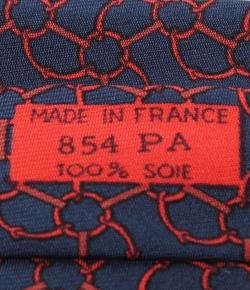 MADE IN FRANCE
854 PA
100% SOIE